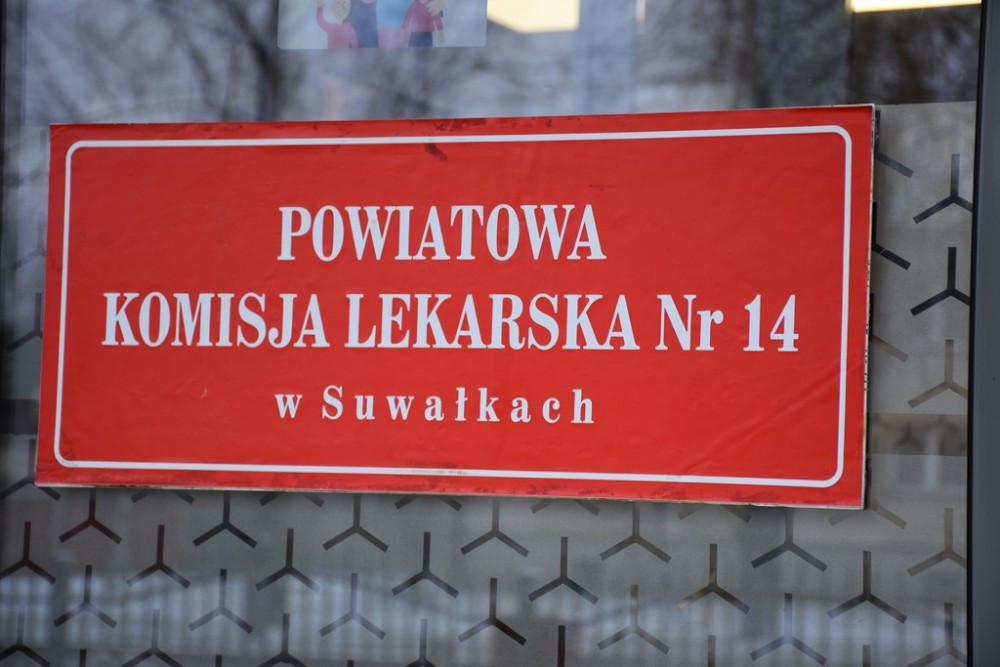 POWIATOWA
KOMISJA LEKARSKA Nr 14
w Suwałkach